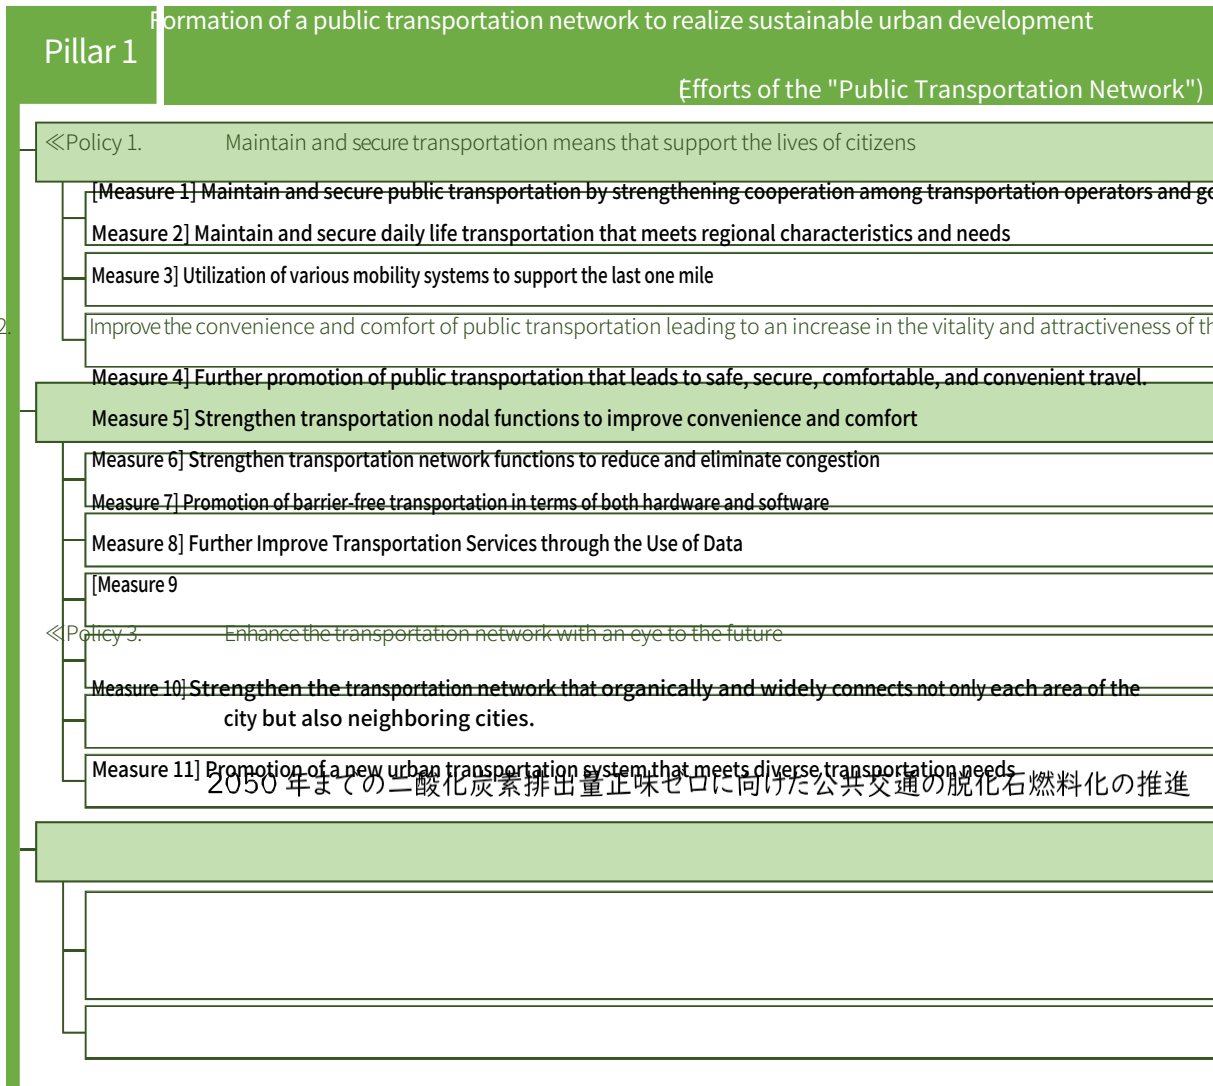 Formation of a public transportation network to realize sustainable urban development
Pillar 1
(Efforts of the "Public Transportation Network")
≪Policy 1. Maintain and secure transportation means that support the lives of citizens
[Measure 1] Maintain and secure public transportation by strengthening cooperation among transportation operators and go
Measure 2] Maintain and secure daily life transportation that meets regional characteristics and needs
Measure 3] Utilization of various mobility systems to support the last one mile
2. Improve the convenience and comfort of public transportation leading to an increase in the vitality and attractiveness of th
Measure 4] Further promotion of public transportation that leads to safe, secure, comfortable, and convenient travel.
Measure 5] Strengthen transportation nodal functions to improve convenience and comfort
Measure 6] Strengthen transportation network functions to reduce and eliminate congestion
Measure 7] Promotion of barrier-free transportation in terms of both hardware and software
Measure 8] Further Improve Transportation Services through the Use of Data
[Measure 9
≪Policy 3. Enhance the transportation network with an eye to the future
Measure 10] Strengthen the transportation network that organically and widely connects not only each area of the
city but also neighboring cities.
Measure 11] Promotion of a new urban transportation system that meets diverse transportation needs
2050 年までの二酸化炭素排出量正味ゼロに向けた公共交通の脱化石燃料化の推進